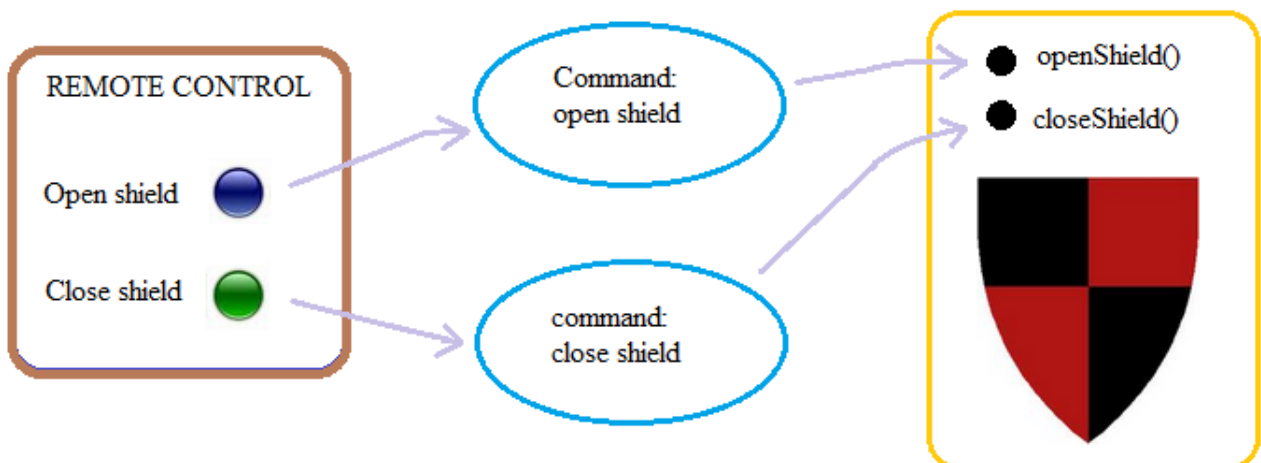 REMOTE CONTROL
Open shield
Close shield
Command:
open shield
command:
close shield
openShield()
closeShield()